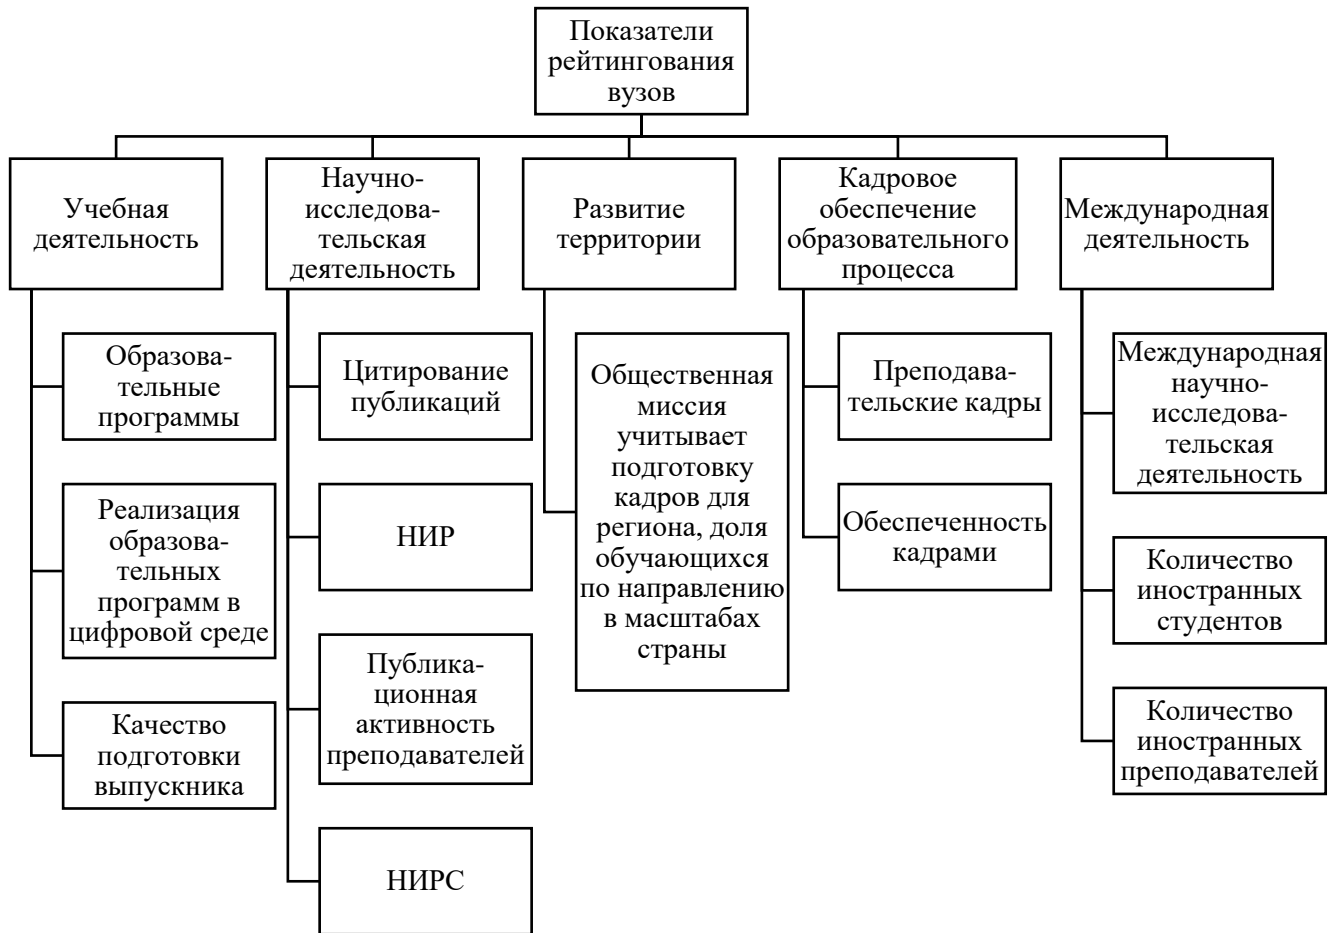 Показатели
рейтингования
вузов
Учебная
деятельность
Научно-
исследова-
тельская
деятельность
Развитие
территории
Кадровое
обеспечение
образовательного
процесса
Международная
деятельность
Образова-
тельные
программы
Реализация
образова-
тельных
программ в
цифровой среде
Качество
подготовки
выпускника
Цитирование
публикаций
НИР
Публика-
ционная
активность
преподавателей
НИРС
Общественная
миссия
учитывает
подготовку
кадров для
региона, доля
обучающихся
по направлению
в масштабах
страны
Преподава-
тельские кадры
Обеспеченность
кадрами
Международная
научно-
исследова-
тельская
деятельность
Количество
иностранных
студентов
Количество
иностранных
преподавателей